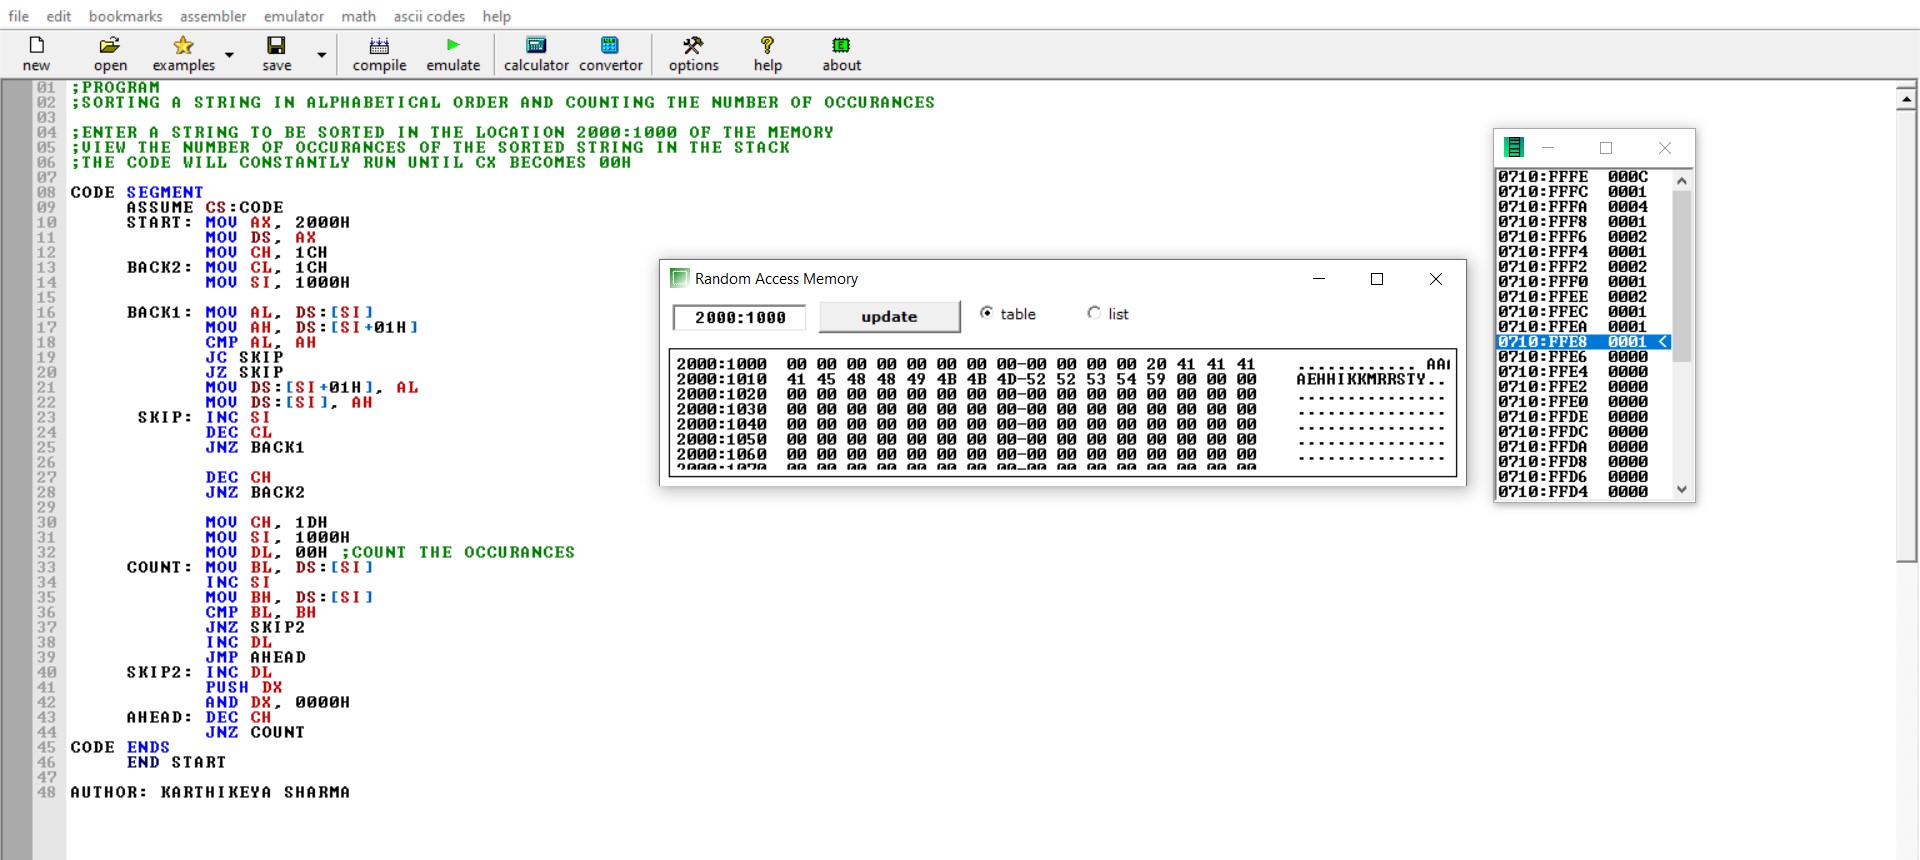 file edit bookmarks assembler emulator math ascii codes help
new open examples save compile emulate calculator convertor options help about
01 ;PROGRAM
02 ;SORTING A STRING IN ALPHABETICAL ORDER AND COUNTING THE NUMBER OF OCCURANCES
03
04 ;ENTER A STRING TO BE SORTED IN THE LOCATION 2000:1000 OF THE MEMORY
05 ;VIEW THE NUMBER OF OCCURANCES OF THE SORTED STRING IN THE STACK
06 ;THE CODE WILL CONSTANTLY RUN UNTIL CX BECOMES 00H
07
08 CODE SEGMENT
09 ASSUME CS:CODE
10 START: MOV AX, 2000H
11 MOV DS, AX
12 MOV CH, 1CH
13 BACK2: MOV CL, 1CH
14 MOV SI, 1000H
15
16 BACK1: MOV AL, DS:[SI]
17 MOV AH, DS:[SI+01H]
18 CMP AL, AH
19 JC SKIP
20 JZ SKIP
21 MOV DS:[SI+01H], AL
22 MOV DS:[SI], AH
23 SKIP: INC SI
24 DEC CL
25 JNZ BACK1
26
27 DEC CH
28 JNZ BACK2
29
30 MOV CH, 1DH
31 MOV SI, 1000H
32 MOV DL, 00H ;COUNT THE OCCURANCES
33 COUNT: MOV BL, DS:[SI]
34 INC SI
35 MOV BH, DS:[SI]
36 CMP BL, BH
37 JNZ SKIP2
38 INC DL
39 JMP AHEAD
40 SKIP2: INC DL
41 PUSH DX
42 AND DX, 0000H
43 AHEAD: DEC CH
44 JNZ COUNT
45 CODE ENDS
46 END START
47
48 AUTHOR: KARTHIKEYA SHARMA
Random Access Memory
2000:1000 update table list
2000:1000 00 00 00 00 00 00 00 00-00 00 00 00 20 41 41 41 ............ AA
2000:1010 41 45 48 48 49 4B 4B 4D-52 52 53 54 59 00 00 00 AEHHIKKMRRSTY..
2000:1020 00 00 00 00 00 00 00 00-00 00 00 00 00 00 00 00 ...............
2000:1030 00 00 00 00 00 00 00 00-00 00 00 00 00 00 00 00 ...............
2000:1040 00 00 00 00 00 00 00 00-00 00 00 00 00 00 00 00 ...............
2000:1050 00 00 00 00 00 00 00 00-00 00 00 00 00 00 00 00 ...............
2000:1060 00 00 00 00 00 00 00 00-00 00 00 00 00 00 00 00 ...............
2000:1070 00 00 00 00 00 00 00 00-00 00 00 00 00 00 00 00
0710:FFFE 000C
0710:FFFC 0001
0710:FFFA 0004
0710:FFF8 0001
0710:FFF6 0002
0710:FFF4 0001
0710:FFF2 0002
0710:FFF0 0001
0710:FFEE 0002
0710:FFEC 0001
0710:FFEA 0001
0710:FFE8 0001 <
0710:FFE6 0000
0710:FFE4 0000
0710:FFE2 0000
0710:FFE0 0000
0710:FFDE 0000
0710:FFDC 0000
0710:FFDA 0000
0710:FFD8 0000
0710:FFD6 0000
0710:FFD4 0000